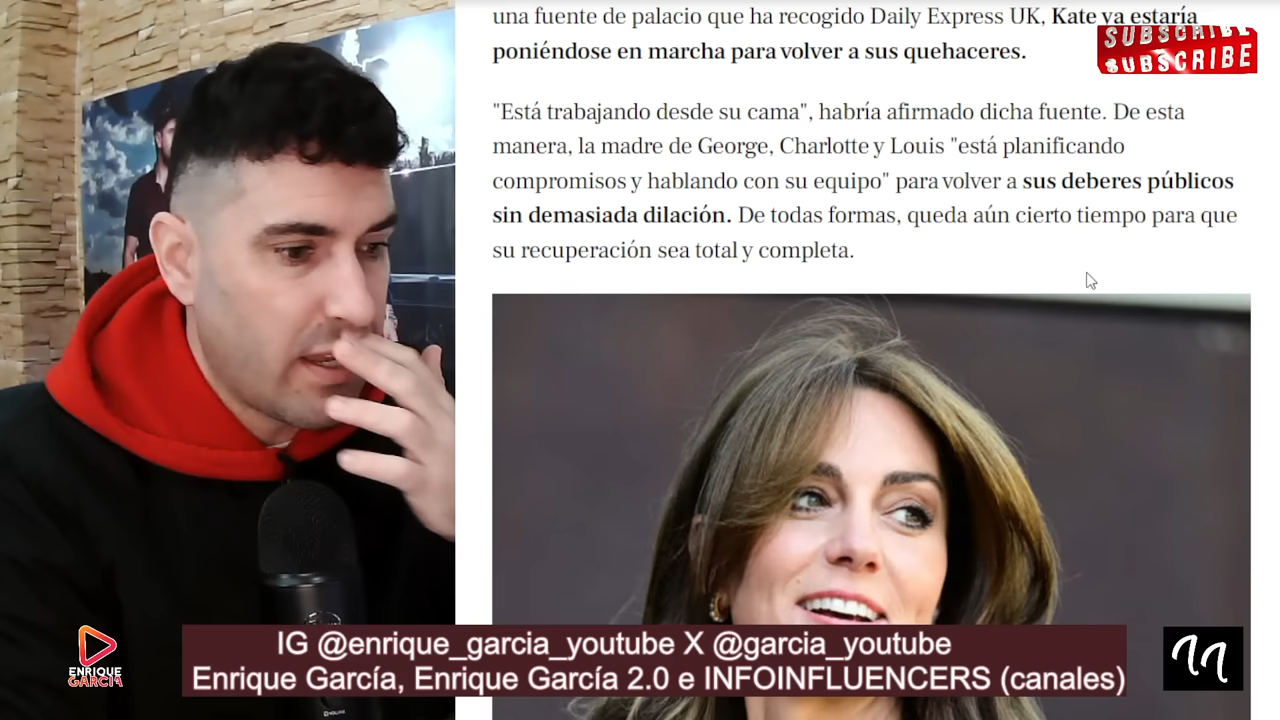 una fuente de palacio que ha recogido Daily Express UK, Kate ya estaría
poniéndose en marcha para volver a sus quehaceres.
SUBSCRIBE
SUBSCRIBE
"Está trabajando desde su cama", habría afirmado dicha fuente. De esta
manera, la madre de George, Charlotte y Louis "está planificando
compromisos y hablando con su equipo" para volver a sus deberes públicos
sin demasiada dilación. De todas formas, queda aún cierto tiempo para que
su recuperación sea total y completa.
IG @enrique_garcia_youtube X @garcia_youtube
Enrique García, Enrique García 2.0 e INFOINFLUENCERS (canales)
ENRIQUE
GARCÍA